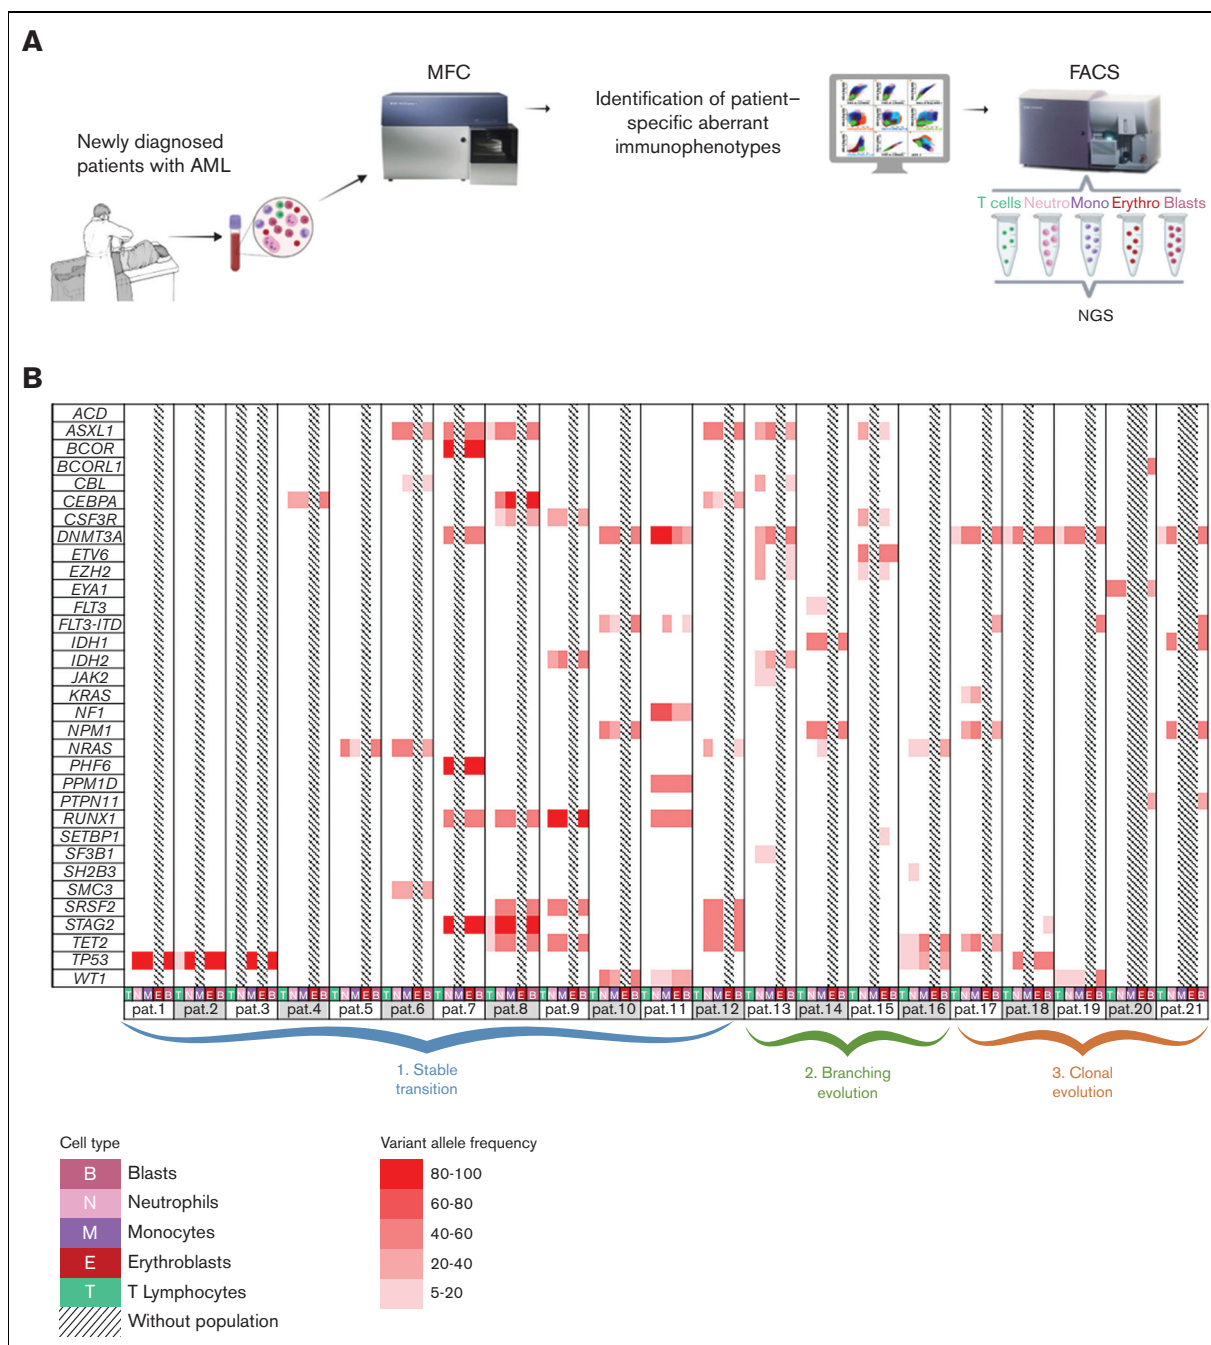 A
MFC
FACS
Newly diagnosed
patients with AML
Identification of patient–
specific aberrant
immunophenotypes
T cells Neutro Mono Erythro Blasts
NGS
B
ACD
ASXL1
BCOR
BCORL1
CBL
CEBPA
CSF3R
DNMT3A
ETV6
EZH2
EYA1
FLT3
FLT3-ITD
IDH1
IDH2
JAK2
KRAS
NF1
NPM1
NRAS
PHF6
PPM1D
PTPN11
RUNX1
SETBP1
SF3B1
SH2B3
SMC3
SRSF2
STAG2
TET2
TP53
WT1
T N M E B T N M E B T N M E B T N M E B T N M E B T N M E B T N M E B T N M E B T N M E B T N M E B T N M E B T N M E B T N M E B T N M E B T N M E B T N M E B T N M E B T N M E B T N M E B T N M E B T N M E B
pat.1 pat.2 pat.3 pat.4 pat.5 pat.6 pat.7 pat.8 pat.9 pat.10 pat.11 pat.12 pat.13 pat.14 pat.15 pat.16 pat.17 pat.18 pat.19 pat.20 pat.21
1. Stable
transition
2. Branching
evolution
3. Clonal
evolution
Cell type
B Blasts
N Neutrophils
M Monocytes
E Erythroblasts
T T Lymphocytes
Without population
Variant allele frequency
80-100
60-80
40-60
20-40
5-20